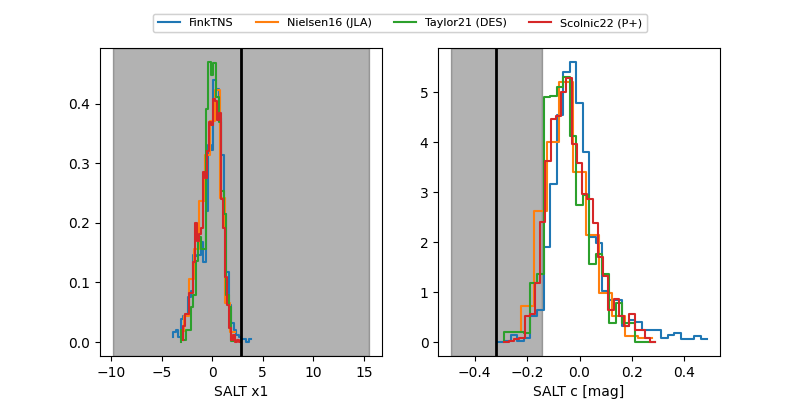 FinkTNS Nielsen16 (JLA) Taylor21 (DES) Scolnic22 (P+)
0.4
0.3
0.2
0.1
0.0
−10 −5 0 5 10 15
SALT x1
5
4
3
2
1
0
−0.4 −0.2 0.0 0.2 0.4
SALT c [mag]